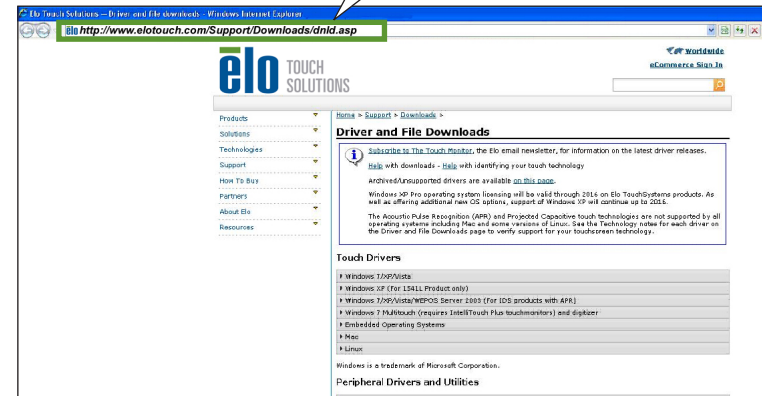 Elo Touch Solutions - Driver and file downloads - Windows Internet Explorer
elo http://www.elotouch.com/Support/Downloads/dnld.asp
worldwide
eCommerce Sign In
elo TOUCH SOLUTIONS
Products
Solutions
Technologies
Support
How To Buy
Partners
About Elo
Resources
Home > Support > Downloads >
Driver and File Downloads
Subscribe to The Touch Monitor, the Elo email newsletter, for information on the latest driver releases.
Help with downloads - Help with identifying your touch technology
Archived/unsupported drivers are available on this page.
Windows XP Pro operating system licensing will be valid through 2016 on Elo TouchSystems products. As
well as offering additional new OS options, support of Windows XP will continue up to 2016.
The Acoustic Pulse Recognition (APR) and Projected Capacitive touch technologies are not supported by all
operating systems including Mac and some versions of Linux. See the Technology notes for each driver on
the Driver and File Downloads page to verify support for your touchscreen technology.
Touch Drivers
Windows 7/XP/Vista
Windows XP (For 1541L Product only)
Windows 7/XP/Vista/WEPOS Server 2003 (For IDS products with APR)
Windows 7 Multitouch (requires IntelliTouch Plus touchmonitors) and digitizer
Embedded Operating Systems
Mac
Linux
Windows is a trademark of Microsoft Corporation.
Peripheral Drivers and Utilities